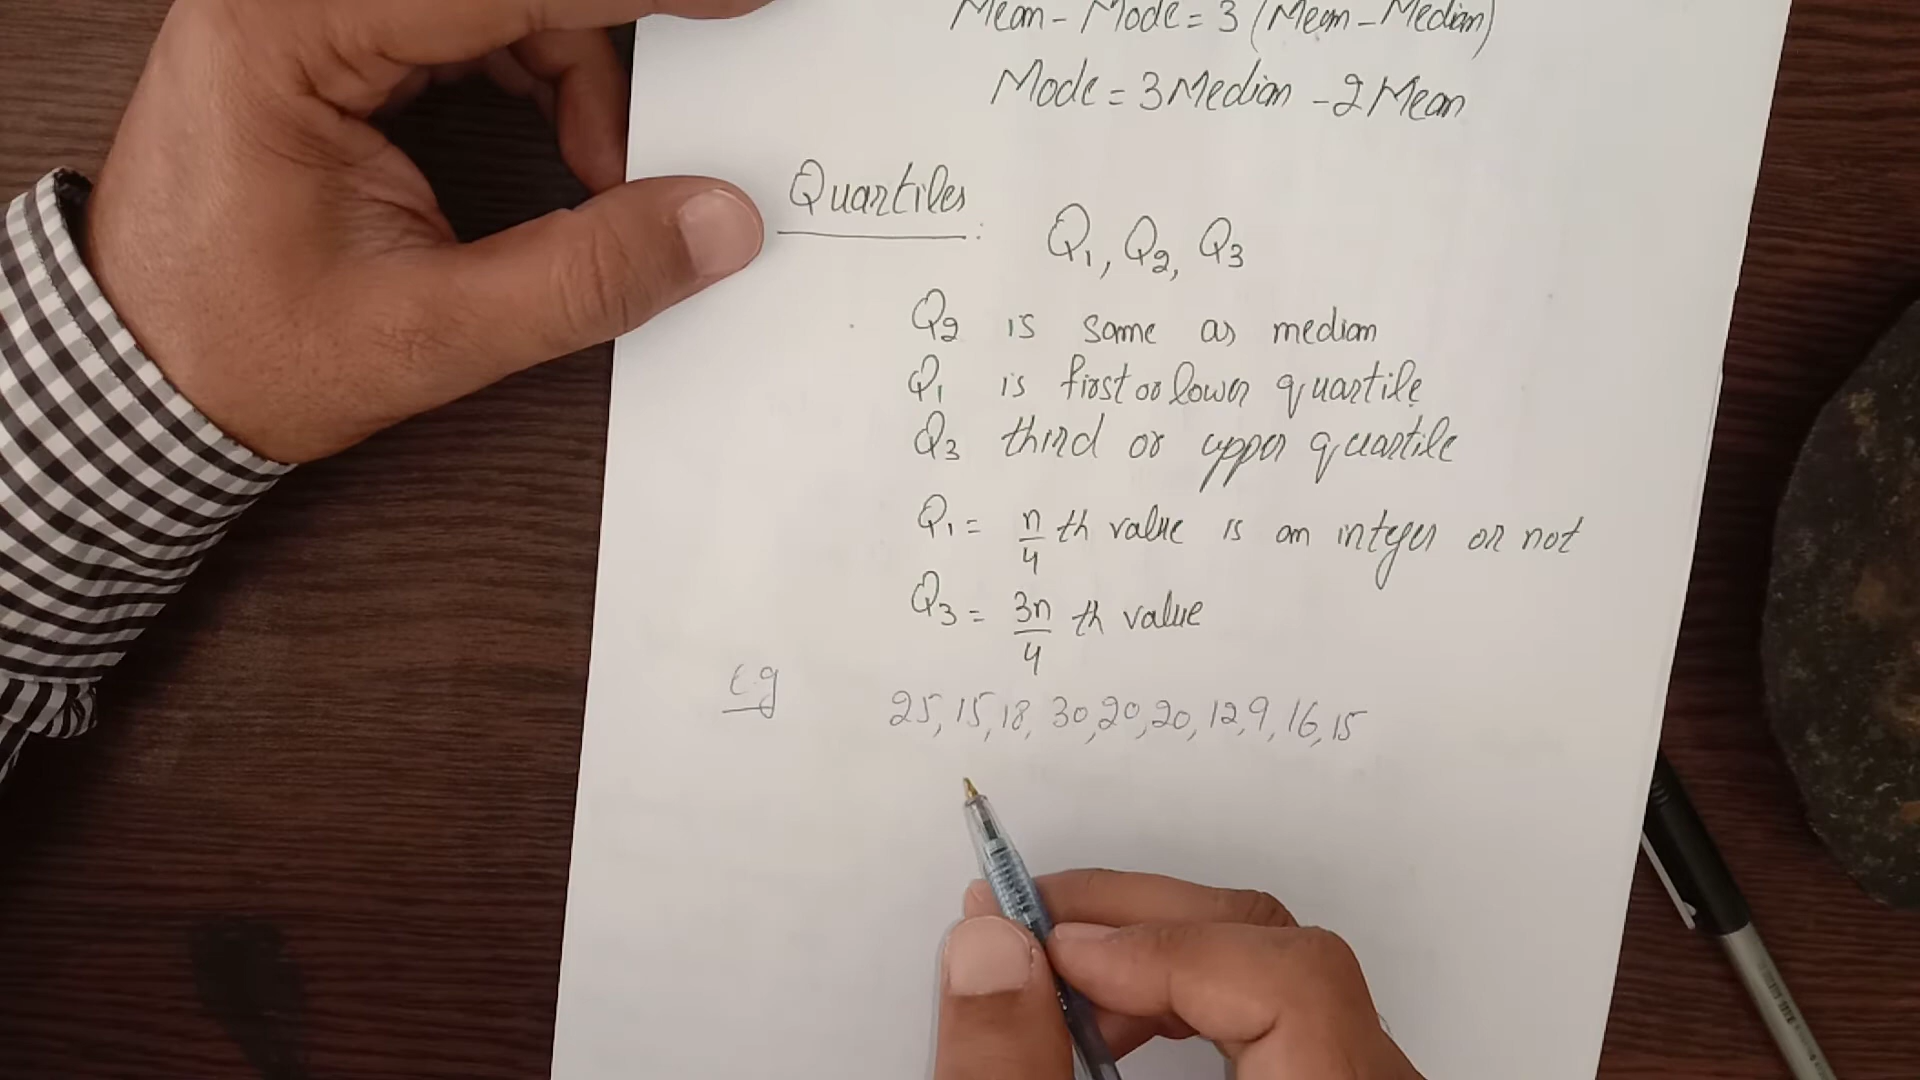 Mean - Mode = 3 (Mean - Median)
Mode = 3 Median - 2 Mean
Quartiles : Q₁, Q₂, Q₃
Q₂ is same as median
Q₁ is first or lower quartile
Q₃ third or upper quartile
Q₁ = n/4 th value is an integer or not
Q₃ = 3n/4 th value
e.g 25, 15, 18, 30, 20, 20, 12, 9, 16, 15